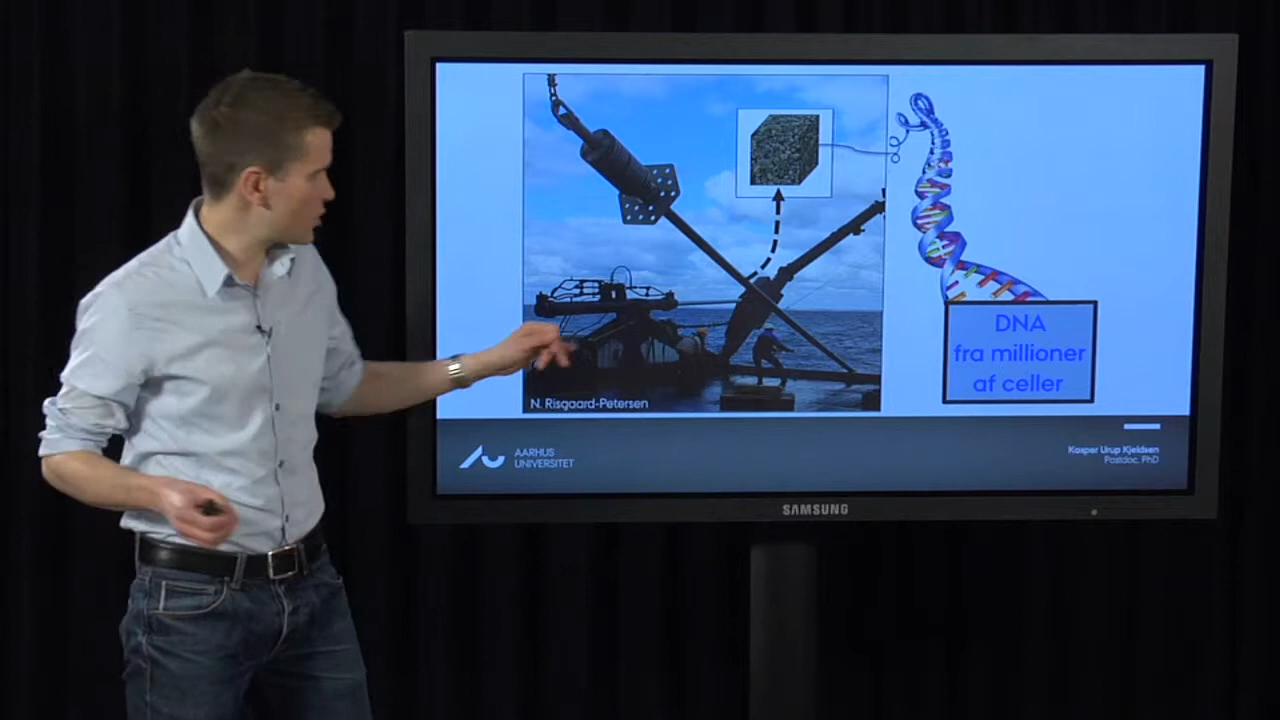 DNA
fra millioner
af celler
N. Risgaard-Petersen
AARHUS
UNIVERSITET
Kasper Urup Kjeldsen
Postdoc, PhD
SAMSUNG